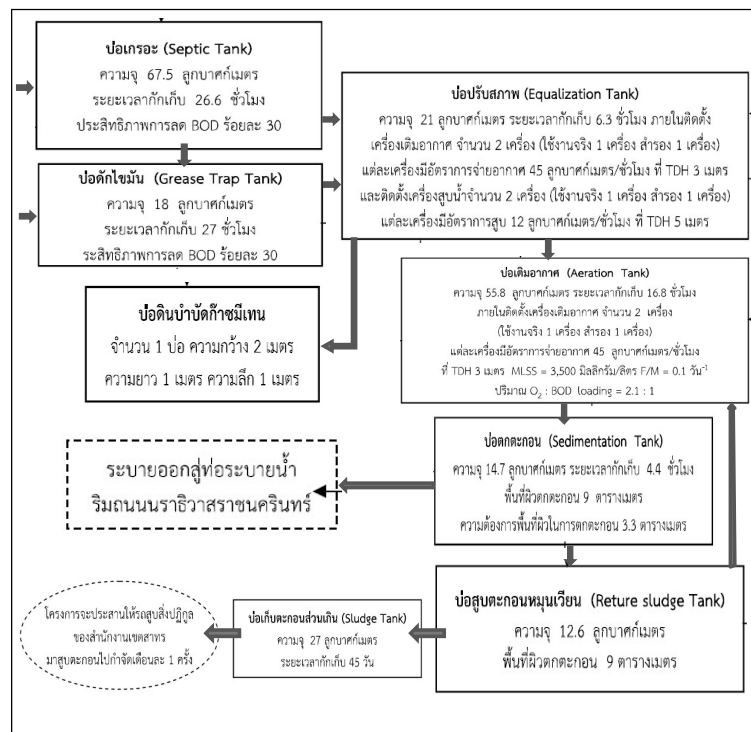 บ่อเกรอะ (Septic Tank)
ความจุ 67.5 ลูกบาศก์เมตร
ระยะเวลากักเก็บ 26.6 ชั่วโมง
ประสิทธิภาพการลด BOD ร้อยละ 30
บ่อดักไขมัน (Grease Trap Tank)
ความจุ 18 ลูกบาศก์เมตร
ระยะเวลากักเก็บ 27 ชั่วโมง
ระสิทธิภาพการลด BOD ร้อยละ 30
บ่อปรับสภาพ (Equalization Tank)
ความจุ 21 ลูกบาศก์เมตร ระยะเวลากักเก็บ 6.3 ชั่วโมง ภายในติดตั้ง
เครื่องเติมอากาศ จำนวน 2 เครื่อง (ใช้งานจริง 1 เครื่อง สำรอง 1 เครื่อง)
แต่ละเครื่องมีอัตราการจ่ายอากาศ 45 ลูกบาศก์เมตร/ชั่วโมง ที่ TDH 3 เมตร
และติดตั้งเครื่องสูบน้ำจำนวน 2 เครื่อง (ใช้งานจริง 1 เครื่อง สำรอง 1 เครื่อง)
แต่ละเครื่องมีอัตราการสูบ 12 ลูกบาศก์เมตร/ชั่วโมง ที่ TDH 5 เมตร
บ่อดินบำบัดก๊าซมีเทน
จำนวน 1 บ่อ ความกว้าง 2 เมตร
ความยาว 1 เมตร ความลึก 1 เมตร
บ่อเติมอากาศ (Aeration Tank)
ความจุ 55.8 ลูกบาศก์เมตร ระยะเวลากักเก็บ 16.8 ชั่วโมง
ภายในติดตั้งเครื่องเติมอากาศ จำนวน 2 เครื่อง
(ใช้งานจริง 1 เครื่อง สำรอง 1 เครื่อง)
แต่ละเครื่องมีอัตราการจ่ายอากาศ 45 ลูกบาศก์เมตร/ชั่วโมง
ที่ TDH 3 เมตร MLSS = 3,500 มิลลิกรัม/ลิตร F/M = 0.1 วัน⁻¹
ปริมาณ O₂ : BOD loading = 2.1 : 1
บ่อตกตะกอน (Sedimentation Tank)
ความจุ 14.7 ลูกบาศก์เมตร ระยะเวลากักเก็บ 4.4 ชั่วโมง
พื้นที่ผิวตกตะกอน 9 ตารางเมตร
ความต้องการพื้นที่ผิวในการตกตะกอน 3.3 ตารางเมตร
ระบายออกสู่ท่อระบายน้ำ
ริมถนนนราธิวาสราชนครินทร์
บ่อสูบตะกอนหมุนเวียน (Reture sludge Tank)
ความจุ 12.6 ลูกบาศก์เมตร
พื้นที่ผิวตกตะกอน 9 ตารางเมตร
บ่อเก็บตะกอนส่วนเกิน (Sludge Tank)
ความจุ 27 ลูกบาศก์เมตร
ระยะเวลากักเก็บ 45 วัน
โครงการจะประสานให้รถสูบสิ่งปฏิกูล
ของสำนักงานเขตสาทร
มาสูบตะกอนไปกำจัดเดือนละ 1 ครั้ง